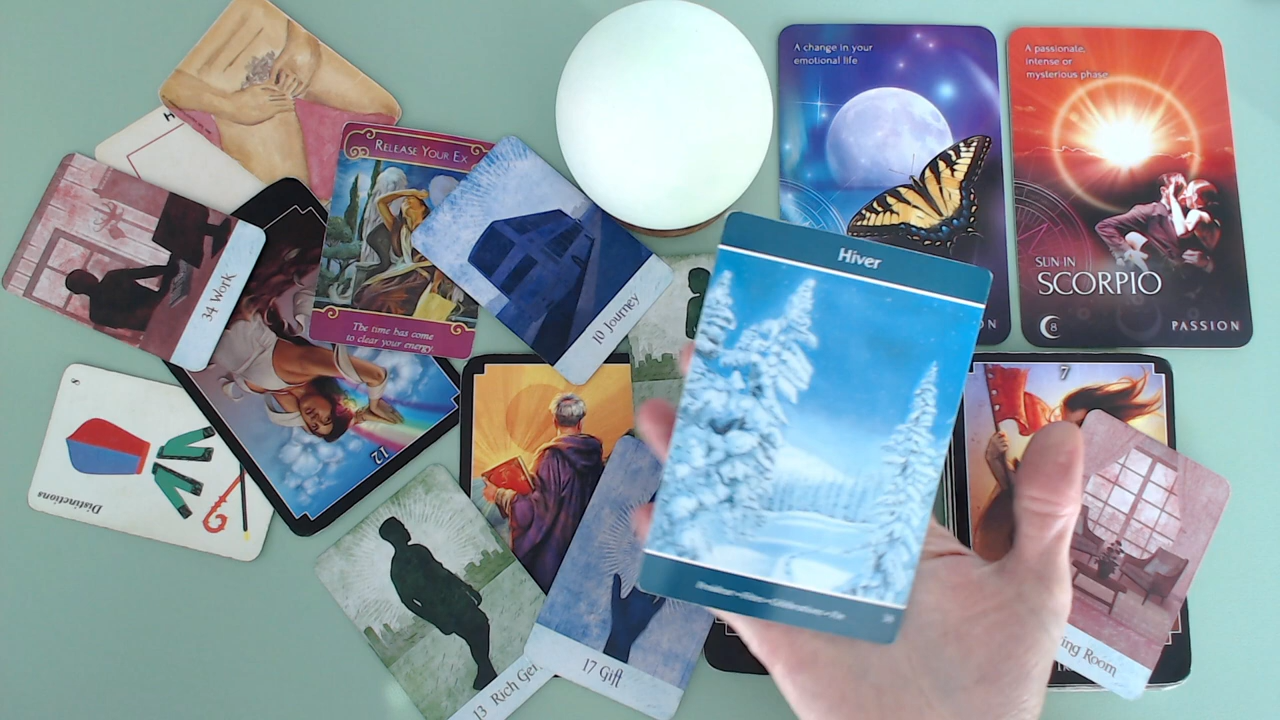 A change in your
emotional life
A passionate,
intense or
mysterious phase
RELEASE YOUR EX
The time has come
to clear your energy.
34 Work
10 Journey
Hiver
SUN IN
SCORPIO
8
PASSION
ON
7
12
Distinctions
13 Rich Gen
17 Gift
ing Room